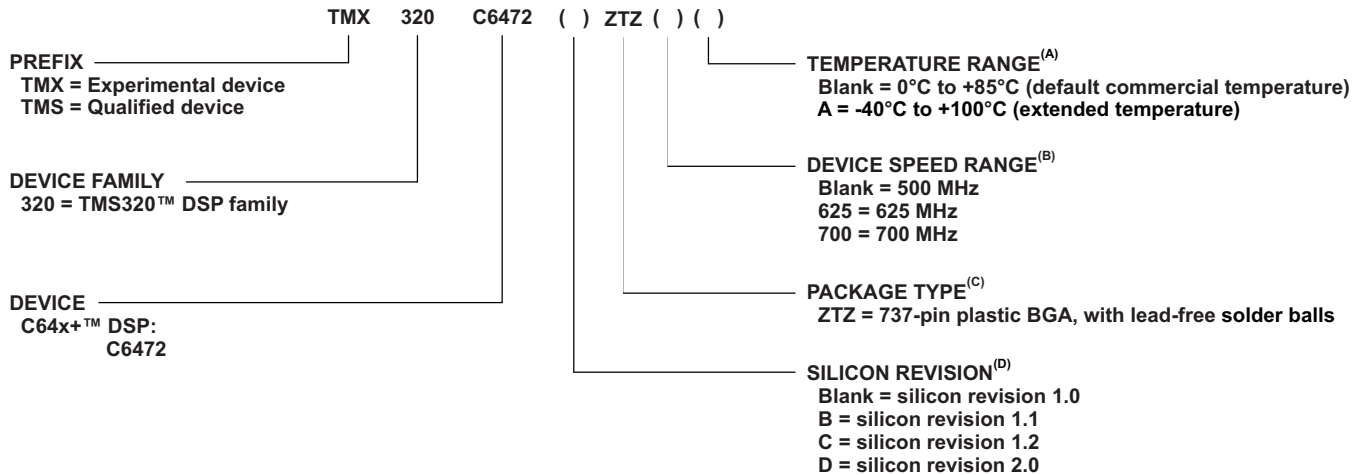 TMX 320 C6472 ( ) ZTZ ( ) ( )
PREFIX
TMX = Experimental device
TMS = Qualified device
DEVICE FAMILY
320 = TMS320™ DSP family
DEVICE
C64x+™ DSP:
C6472
TEMPERATURE RANGE(A)
Blank = 0°C to +85°C (default commercial temperature)
A = -40°C to +100°C (extended temperature)
DEVICE SPEED RANGE(B)
Blank = 500 MHz
625 = 625 MHz
700 = 700 MHz
PACKAGE TYPE(C)
ZTZ = 737-pin plastic BGA, with lead-free solder balls
SILICON REVISION(D)
Blank = silicon revision 1.0
B = silicon revision 1.1
C = silicon revision 1.2
D = silicon revision 2.0